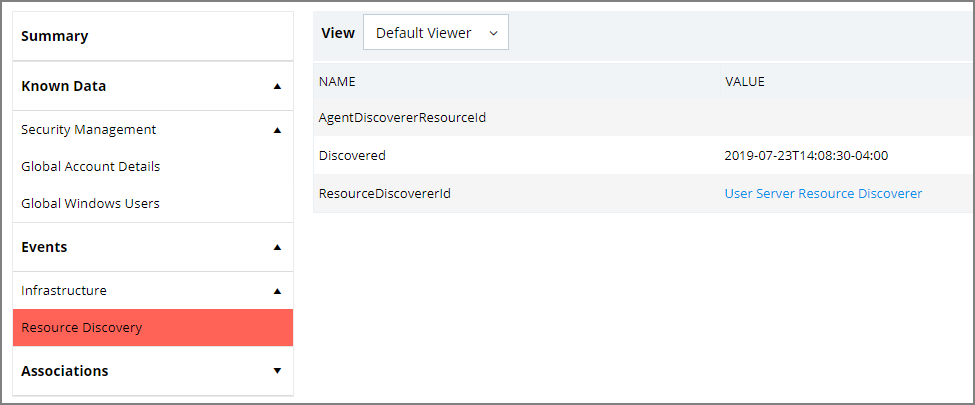 Summary
Known Data
Security Management
Global Account Details
Global Windows Users
Events
Infrastructure
Resource Discovery
Associations
View Default Viewer
NAME VALUE
AgentDiscovererResourceId
Discovered 2019-07-23T14:08:30-04:00
ResourceDiscovererId User Server Resource Discoverer